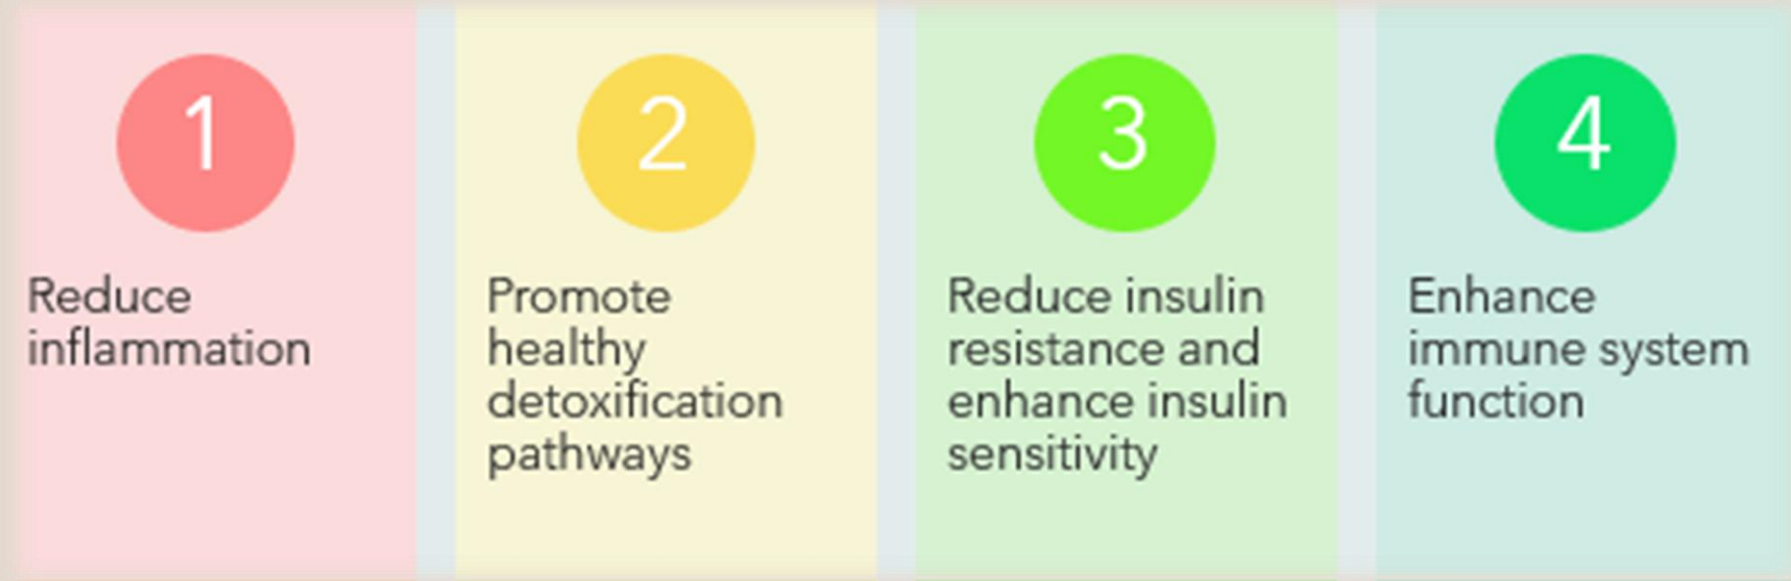 1
Reduce
inflammation
2
Promote
healthy
detoxification
pathways
3
Reduce insulin
resistance and
enhance insulin
sensitivity
4
Enhance
immune system
function